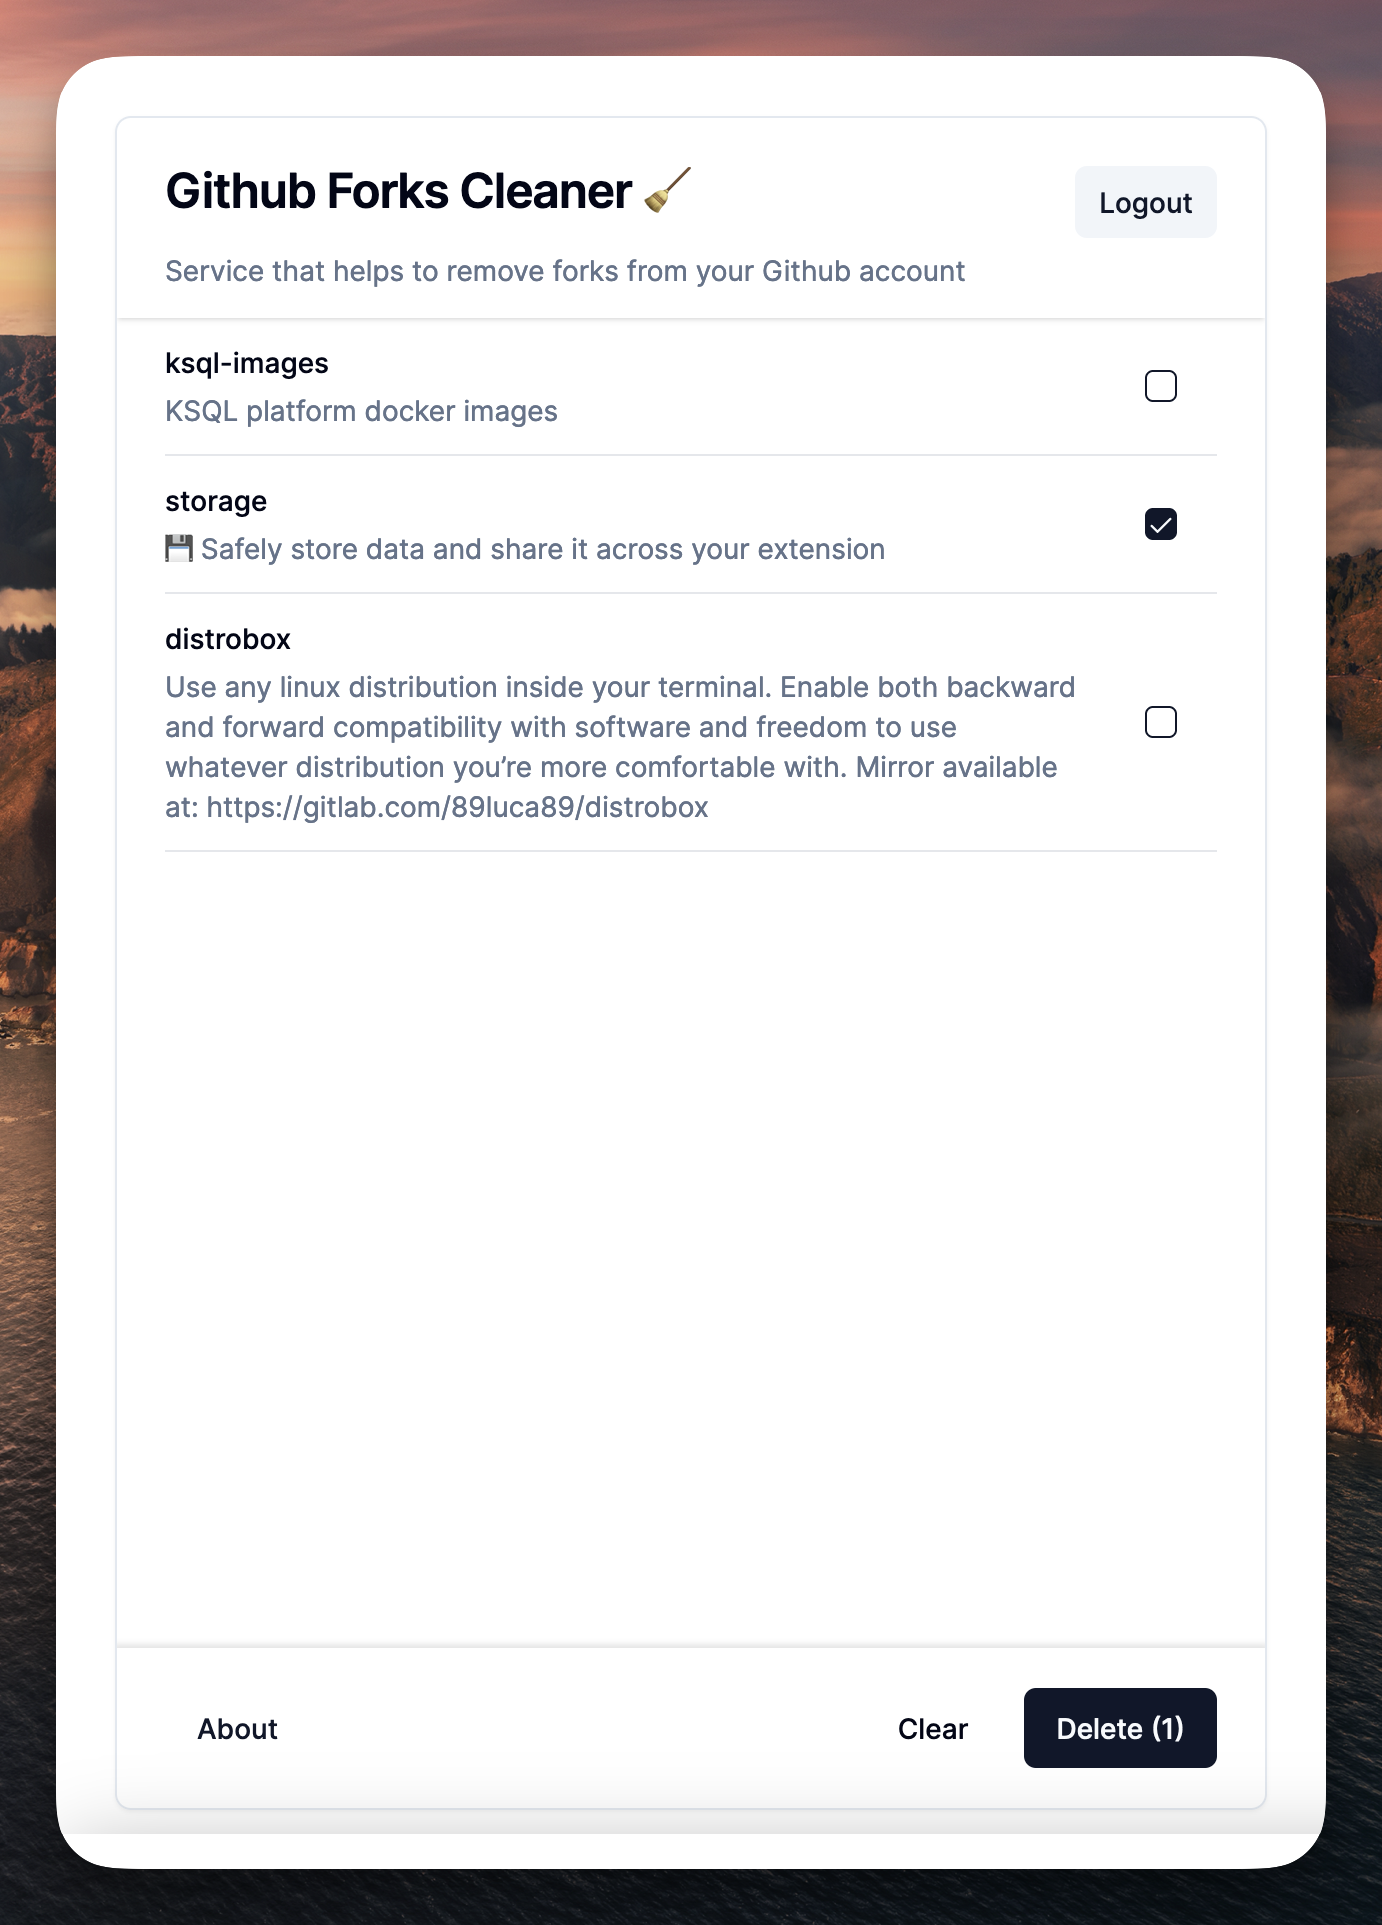 Github Forks Cleaner 🧹
Logout
Service that helps to remove forks from your Github account
ksql-images
KSQL platform docker images
storage
💾 Safely store data and share it across your extension
distrobox
Use any linux distribution inside your terminal. Enable both backward
and forward compatibility with software and freedom to use
whatever distribution you’re more comfortable with. Mirror available
at: https://gitlab.com/89luca89/distrobox
About
Clear
Delete (1)